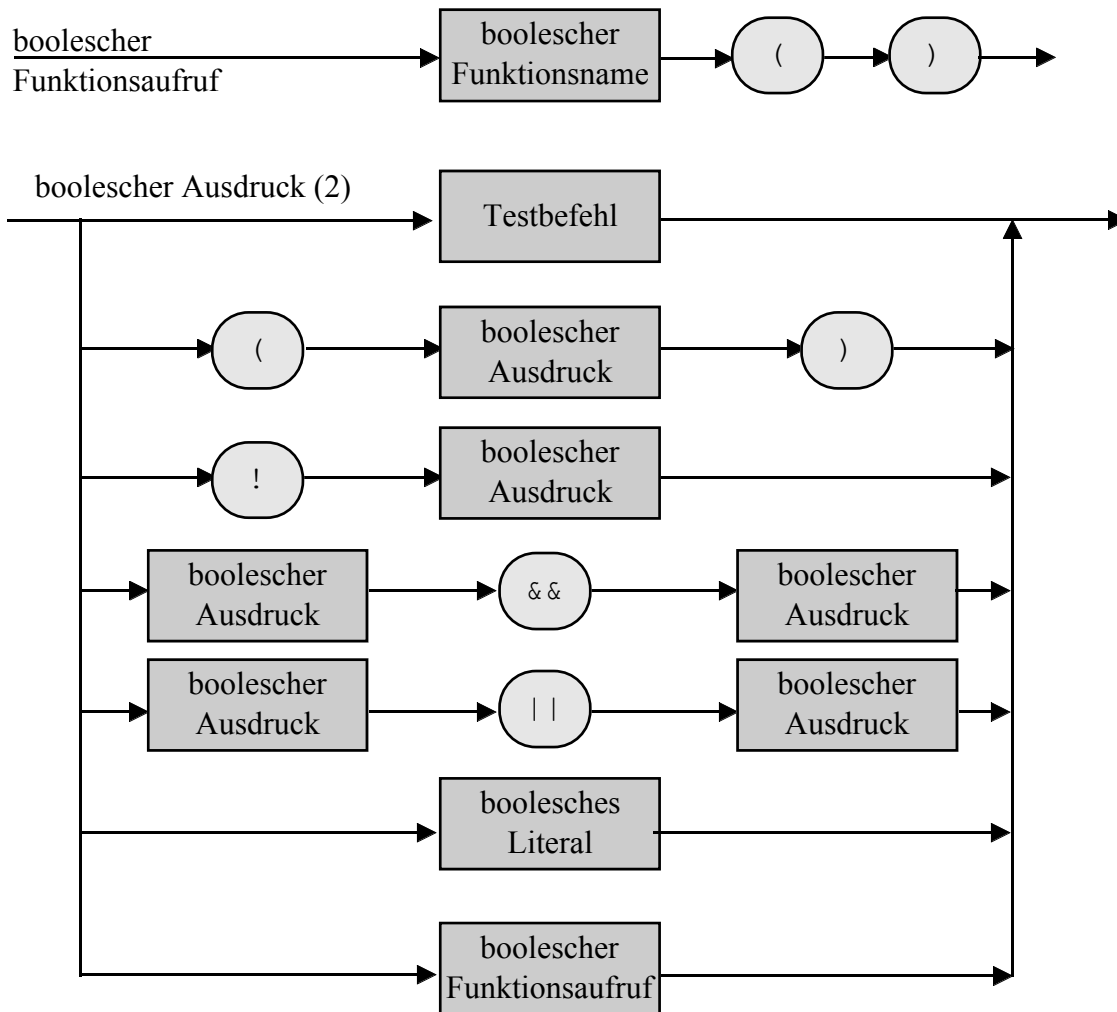 boolescher
Funktionsaufruf
boolescher
Funktionsname
(
)
boolescher Ausdruck (2)
Testbefehl
(
boolescher
Ausdruck
)
!
boolescher
Ausdruck
boolescher
Ausdruck
&&
boolescher
Ausdruck
boolescher
Ausdruck
||
boolescher
Ausdruck
boolesches
Literal
boolescher
Funktionsaufruf